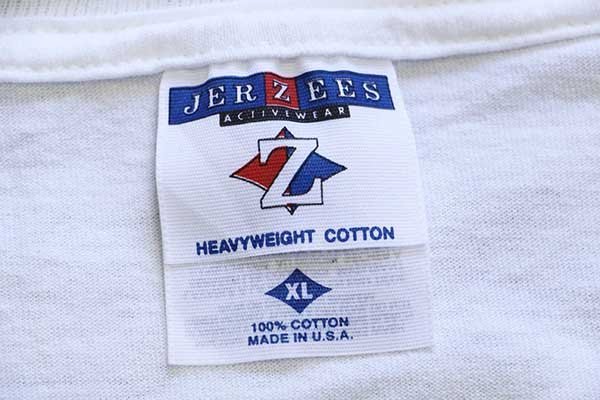 JERZEES
ACTIVEWEAR
Z
HEAVYWEIGHT COTTON
XL
100% COTTON
MADE IN U.S.A.